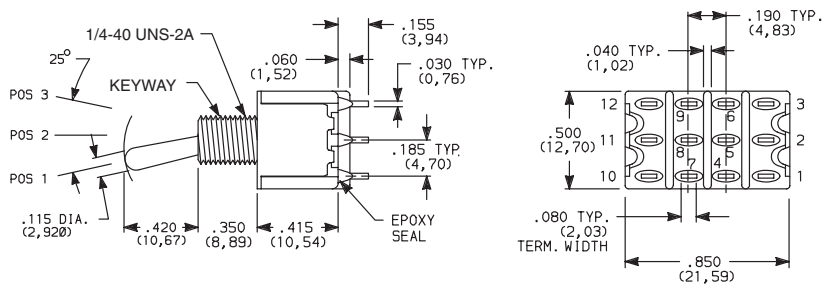 1/4-40 UNS-2A
25°
KEYWAY
POS 3
POS 2
POS 1
.115 DIA.
(2,920)
.420
(10,67)
.350
(8,89)
.415
(10,54)
.060
(1,52)
.155
(3,94)
.030 TYP.
(0,76)
.185 TYP.
(4,70)
EPOXY
SEAL
.190 TYP.
(4,83)
.040 TYP.
(1,02)
.500
(12,70)
12
9
6
3
11
8
5
2
10
7
4
1
.080 TYP.
(2,03)
TERM. WIDTH
.850
(21,59)